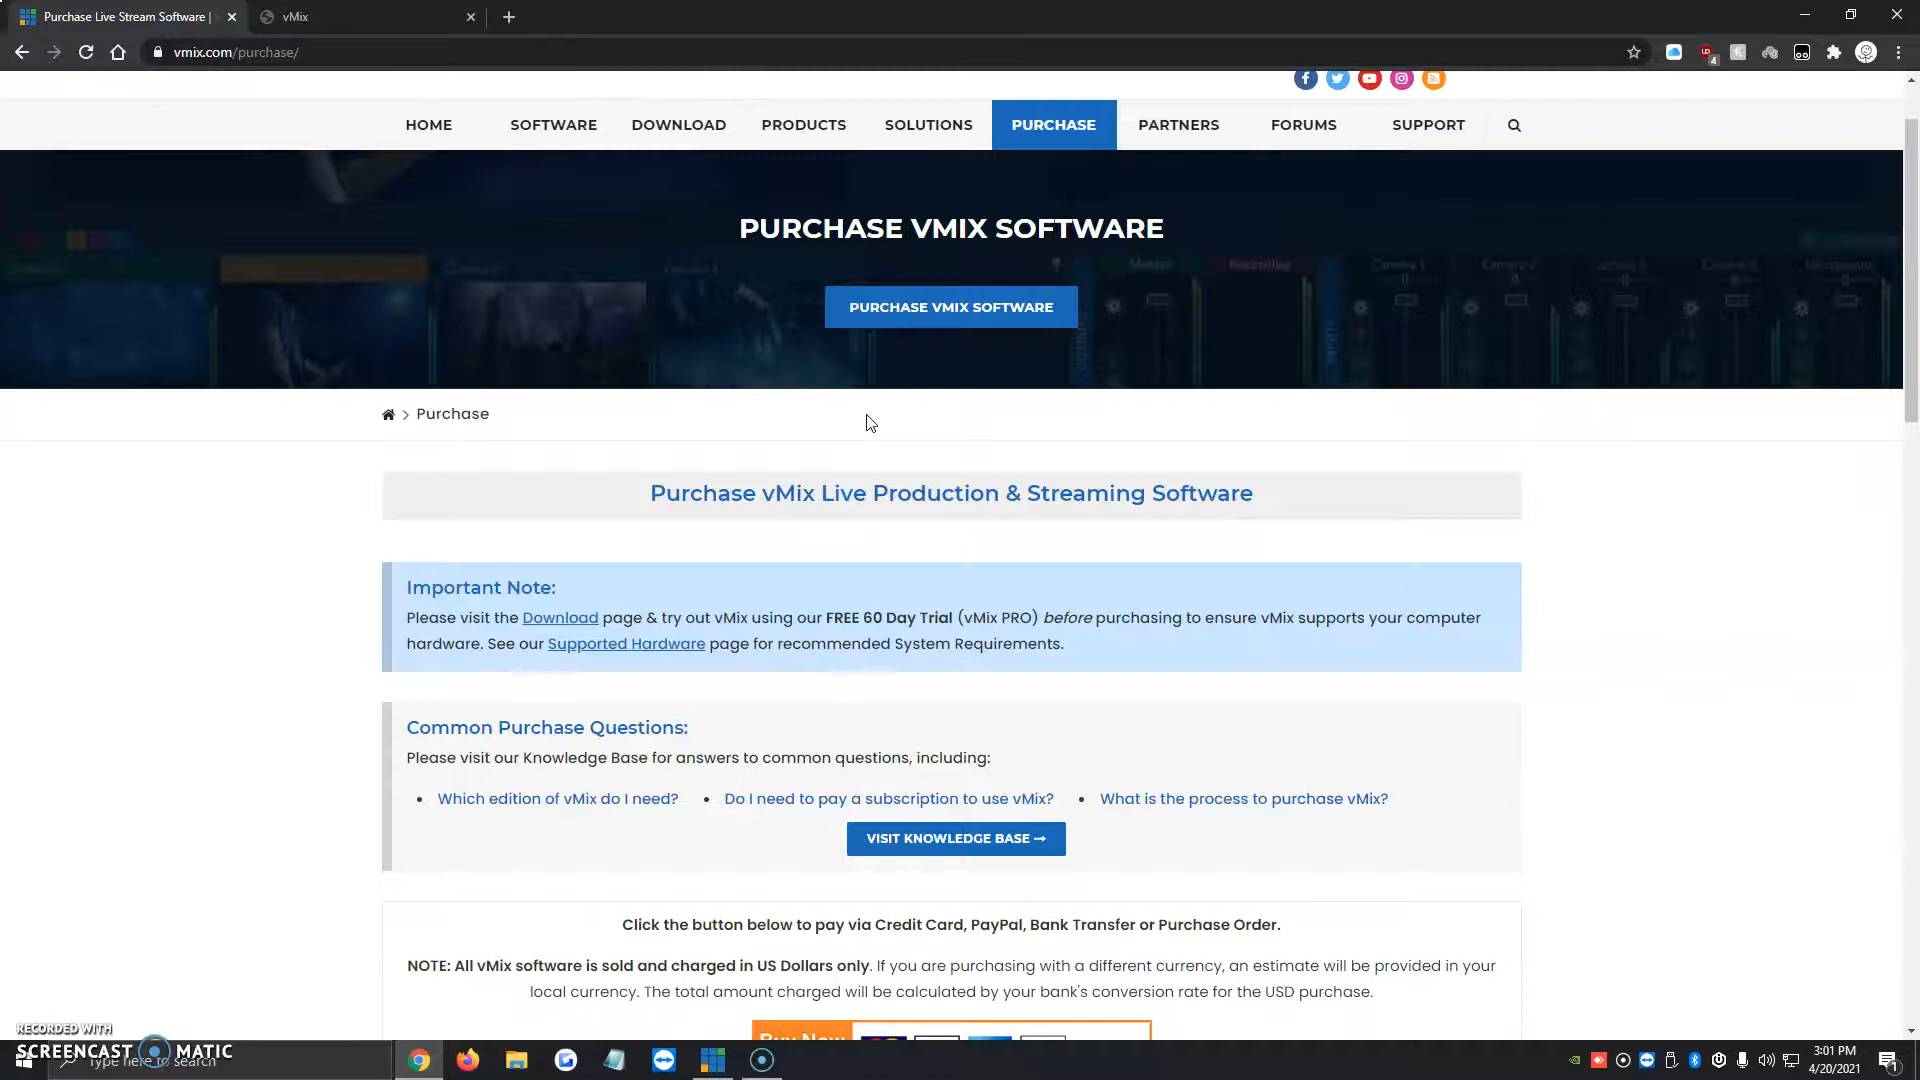 Purchase Live Stream Software |
vMix
vmix.com/purchase/
4
HOME SOFTWARE DOWNLOAD PRODUCTS SOLUTIONS PURCHASE PARTNERS FORUMS SUPPORT
PURCHASE VMIX SOFTWARE
PURCHASE VMIX SOFTWARE
> Purchase
Purchase vMix Live Production & Streaming Software
Important Note:
Please visit the Download page & try out vMix using our FREE 60 Day Trial (vMix PRO) before purchasing to ensure vMix supports your computer
hardware. See our Supported Hardware page for recommended System Requirements.
Common Purchase Questions:
Please visit our Knowledge Base for answers to common questions, including:
• Which edition of vMix do I need? • Do I need to pay a subscription to use vMix? • What is the process to purchase vMix?
VISIT KNOWLEDGE BASE →
Click the button below to pay via Credit Card, PayPal, Bank Transfer or Purchase Order.
NOTE: All vMix software is sold and charged in US Dollars only. If you are purchasing with a different currency, an estimate will be provided in your
local currency. The total amount charged will be calculated by your bank's conversion rate for the USD purchase.
Buy Now
RECORDED WITH
SCREENCAST MATIC
Type here to search
3:01 PM
4/20/2021
1